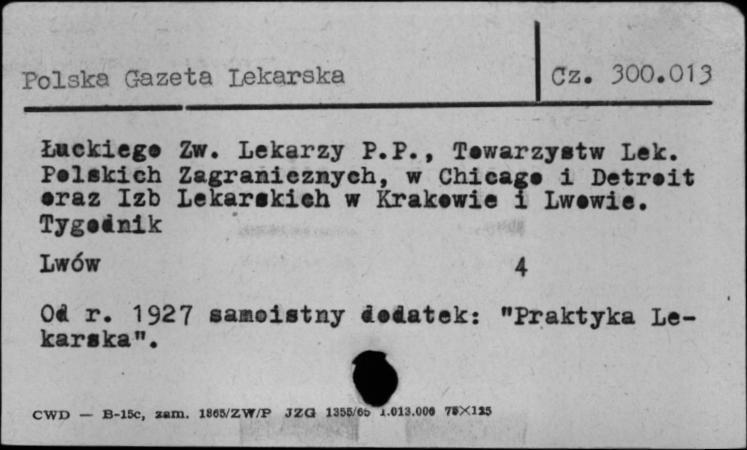 Polska Gazeta Lekarska Cz. 300.013
Łuckiego Zw. Lekarzy P.P., Towarzystw Lek.
Polskich Zagranicznych, w Chicago i Detroit
oraz Izb Lekarskich w Krakowie i Lwowie.
Tygodnik
Lwów 4
Od r. 1927 samoistny dodatek: "Praktyka Le-
karska".
CWD — B-15c, zam. 1865/ZW/P JZG 1355/65 1.013.000 75×125